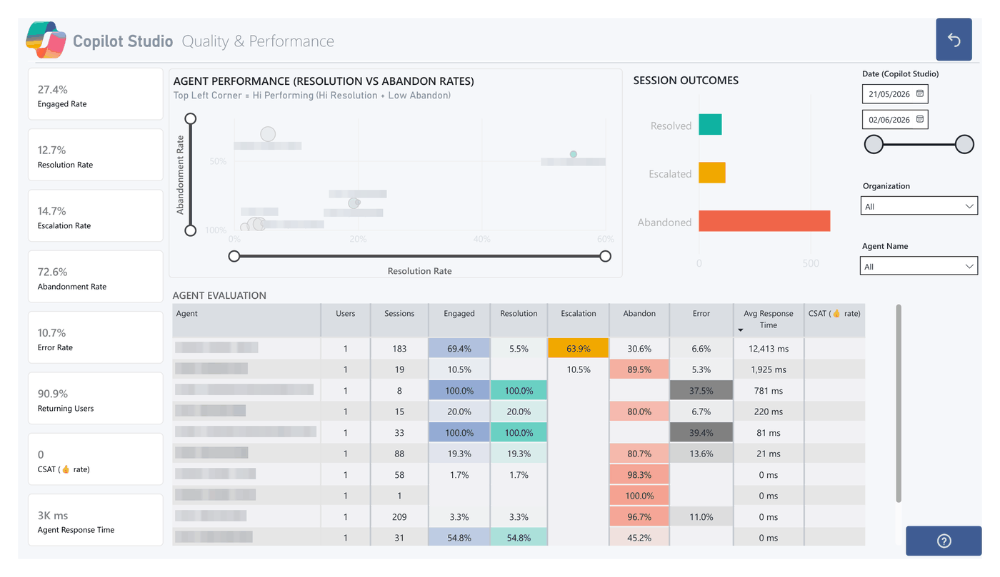 Copilot Studio Quality & Performance
27.4%
Engaged Rate
12.7%
Resolution Rate
14.7%
Escalation Rate
72.6%
Abandonment Rate
10.7%
Error Rate
90.9%
Returning Users
0
CSAT (👍 rate)
3K ms
Agent Response Time
AGENT PERFORMANCE (RESOLUTION VS ABANDON RATES)
Top Left Corner = Hi Performing (Hi Resolution + Low Abandon)
Abandonment Rate
50%
100%
0% 20% 40% 60%
Resolution Rate
SESSION OUTCOMES
Resolved
Escalated
Abandoned
0 500
Date (Copilot Studio)
21/05/2026
02/06/2026
Organization
All
Agent Name
All
AGENT EVALUATION
Agent Users Sessions Engaged Resolution Escalation Abandon Error Avg Response Time CSAT (👍 rate)
1 183 69.4% 5.5% 63.9% 30.6% 6.6% 12,413 ms
1 19 10.5% 10.5% 89.5% 5.3% 1,925 ms
1 8 100.0% 100.0% 37.5% 781 ms
1 15 20.0% 20.0% 80.0% 6.7% 220 ms
1 33 100.0% 100.0% 39.4% 81 ms
1 88 19.3% 19.3% 80.7% 13.6% 21 ms
1 58 1.7% 1.7% 98.3% 0 ms
1 1 100.0% 0 ms
1 209 3.3% 3.3% 96.7% 11.0% 0 ms
1 31 54.8% 54.8% 45.2% 0 ms